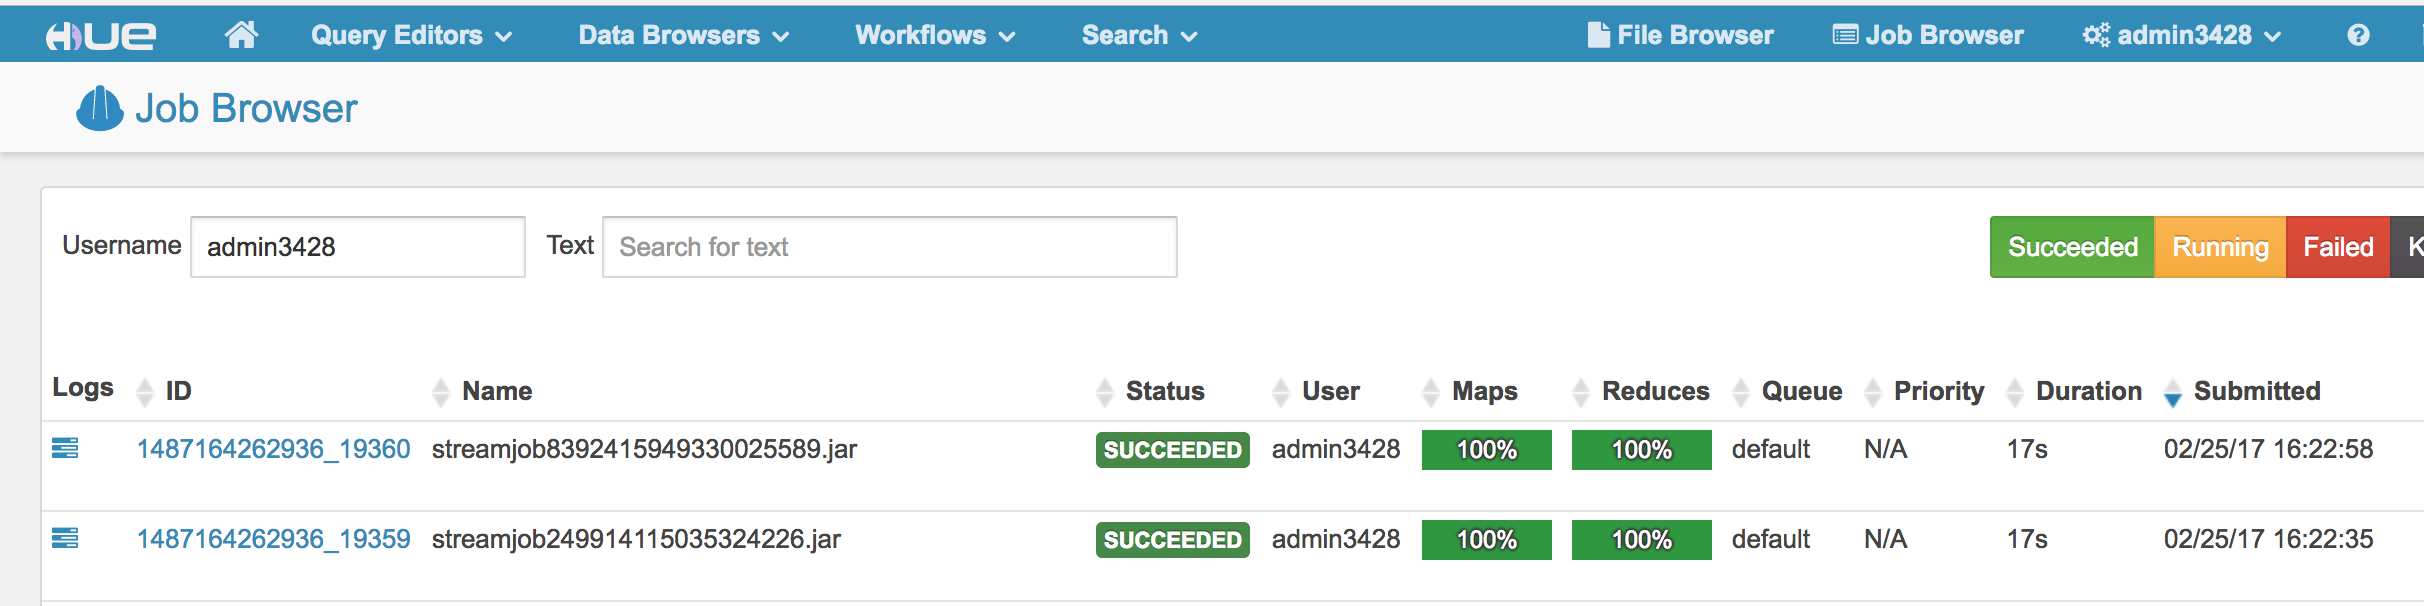 HUE Query Editors Data Browsers Workflows Search File Browser Job Browser admin3428
Job Browser
Username admin3428 Text Search for text Succeeded Running Failed K
Logs ID Name Status User Maps Reduces Queue Priority Duration Submitted
1487164262936_19360 streamjob8392415949330025589.jar SUCCEEDED admin3428 100% 100% default N/A 17s 02/25/17 16:22:58
1487164262936_19359 streamjob249914115035324226.jar SUCCEEDED admin3428 100% 100% default N/A 17s 02/25/17 16:22:35